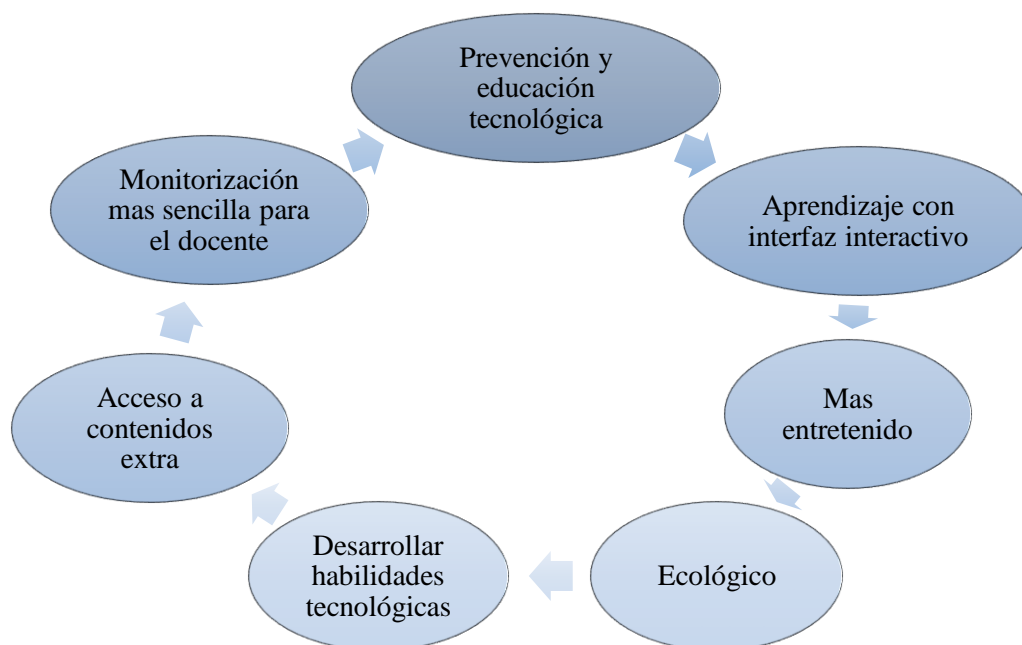 Prevención y
educación
tecnológica
Aprendizaje con
interfaz interactivo
Mas
entretenido
Ecológico
Desarrollar
habilidades
tecnológicas
Acceso a
contenidos
extra
Monitorización
mas sencilla para
el docente